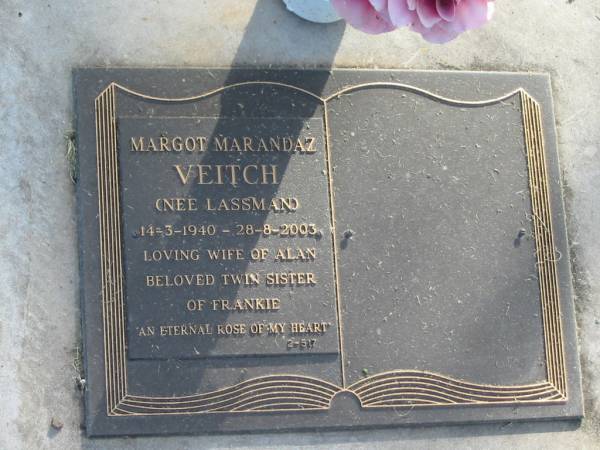 MARGOT MARANDAZ
VEITCH
(NEE LASSMAN)
14-3-1940 - 28-8-2003
LOVING WIFE OF ALAN
BELOVED TWIN SISTER
OF FRANKIE
"AN ETERNAL ROSE OF MY HEART"
2-517